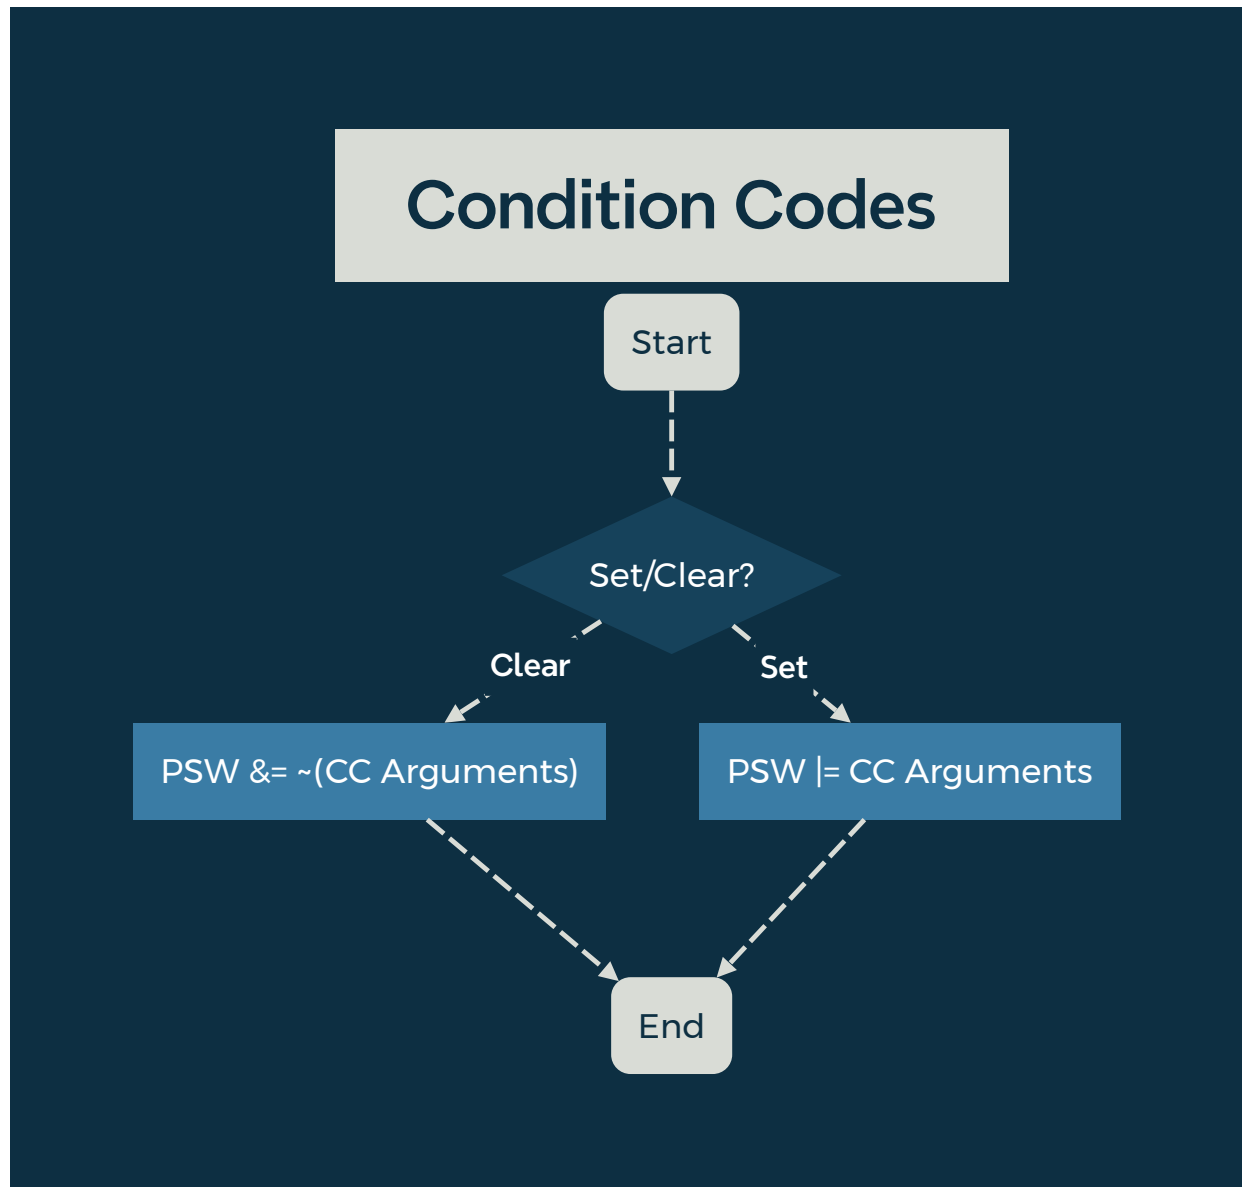 Condition Codes
Start
Set/Clear?
Clear
Set
PSW &= ~(CC Arguments)
PSW |= CC Arguments
End